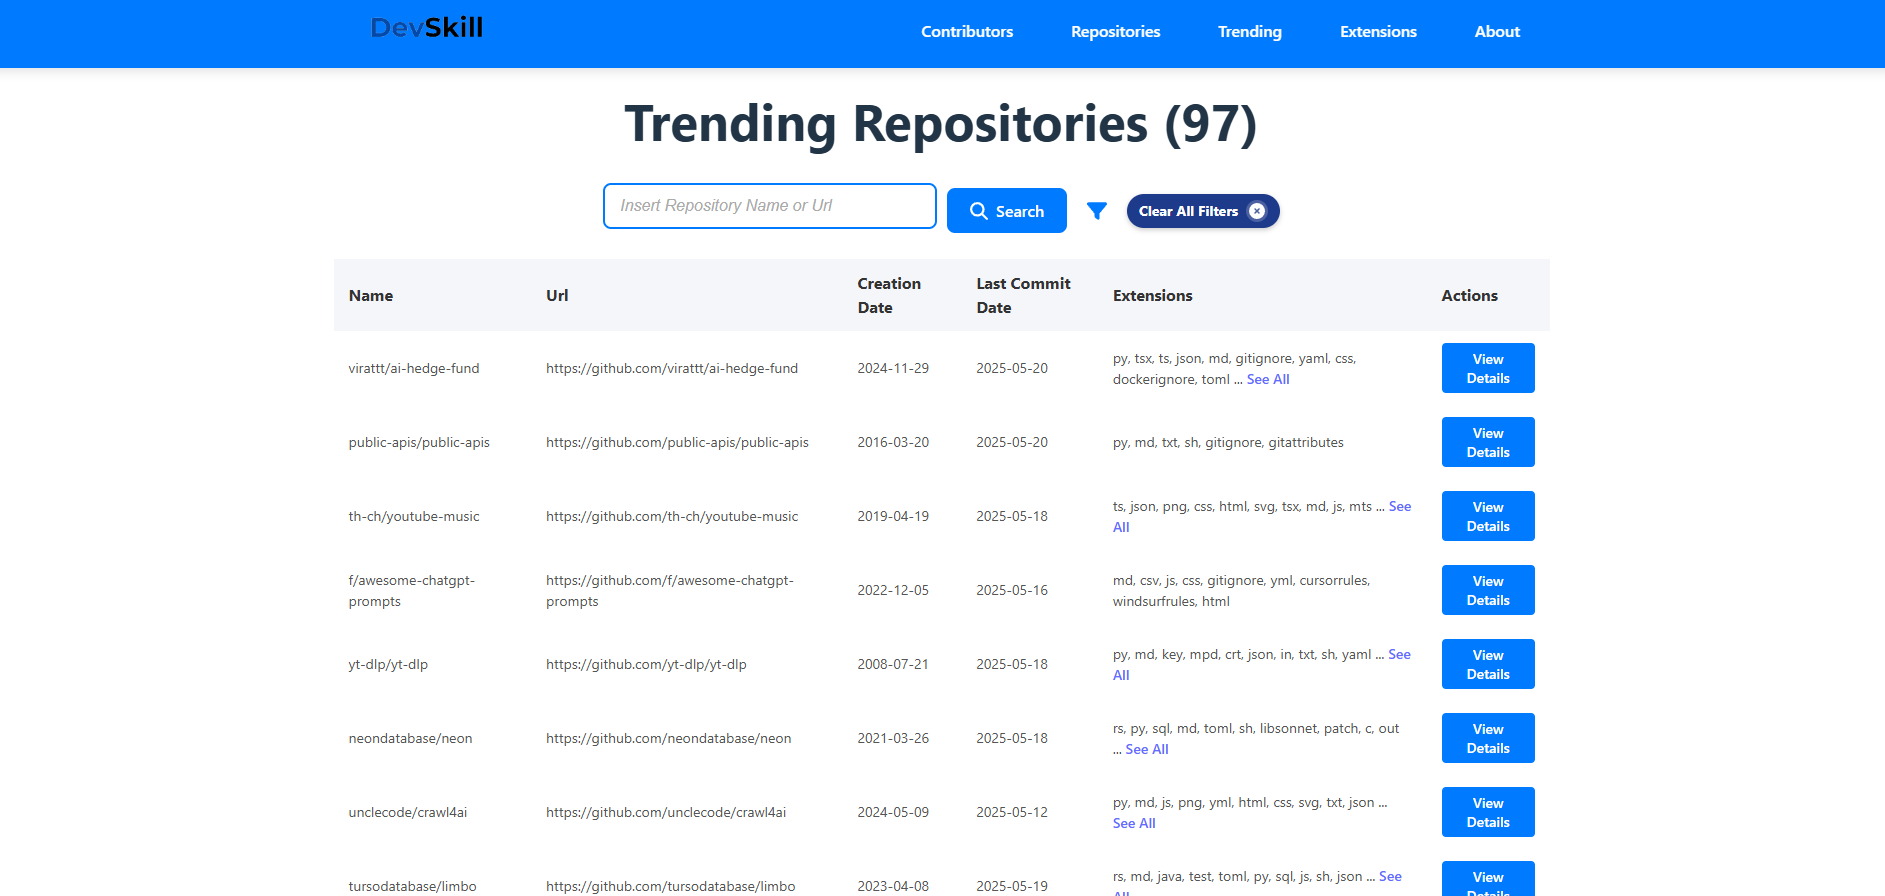 DevSkill
Contributors Repositories Trending Extensions About
Trending Repositories (97)
Insert Repository Name or Url
Search
Clear All Filters
Name Url Creation Date Last Commit Date Extensions Actions
virattt/ai-hedge-fund https://github.com/virattt/ai-hedge-fund 2024-11-29 2025-05-20 py, tsx, ts, json, md, gitignore, yaml, css,
dockerignore, toml ... See All
View
Details
public-apis/public-apis https://github.com/public-apis/public-apis 2016-03-20 2025-05-20 py, md, txt, sh, gitignore, gitattributes
View
Details
th-ch/youtube-music https://github.com/th-ch/youtube-music 2019-04-19 2025-05-18 ts, json, png, css, html, svg, tsx, md, js, mts ... See
All
View
Details
f/awesome-chatgpt-
prompts
https://github.com/f/awesome-chatgpt-
prompts
2022-12-05 2025-05-16 md, csv, js, css, gitignore, yml, cursorrules,
windsurfrules, html
View
Details
yt-dlp/yt-dlp https://github.com/yt-dlp/yt-dlp 2008-07-21 2025-05-18 py, md, key, mpd, crt, json, in, txt, sh, yaml ... See
All
View
Details
neondatabase/neon https://github.com/neondatabase/neon 2021-03-26 2025-05-18 rs, py, sql, md, toml, sh, libsonnet, patch, c, out
... See All
View
Details
unclecode/crawl4ai https://github.com/unclecode/crawl4ai 2024-05-09 2025-05-12 py, md, js, png, yml, html, css, svg, txt, json ...
See All
View
Details
tursodatabase/limbo https://github.com/tursodatabase/limbo 2023-04-08 2025-05-19 rs, md, java, test, toml, py, sql, js, sh, json ... See
All
View
Details